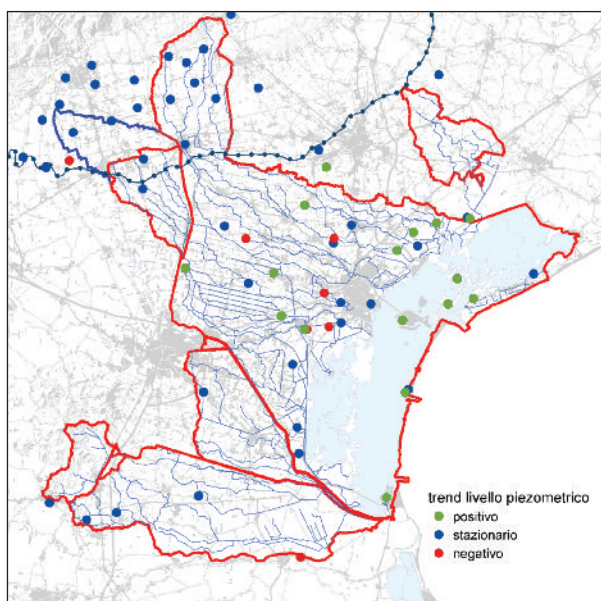 trend livello piezometrico
positivo
stazionario
negativo